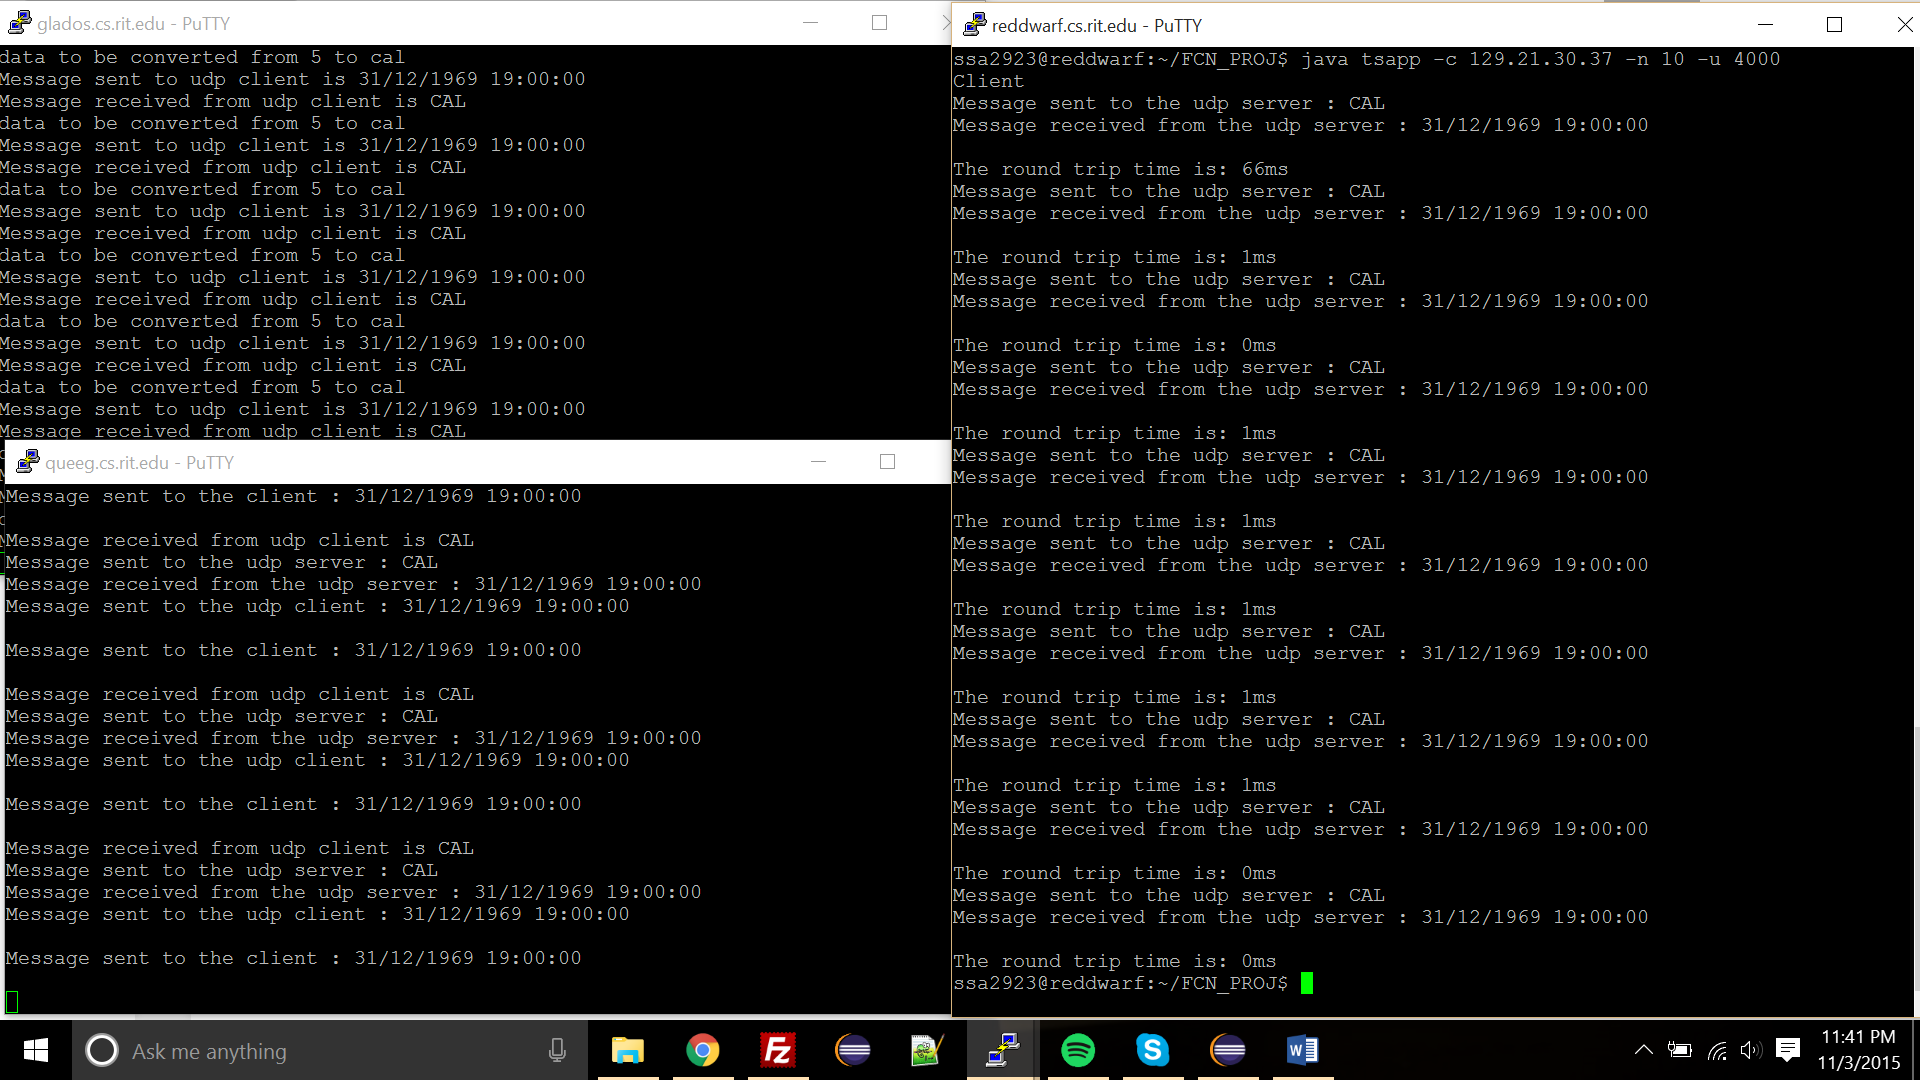 glados.cs.rit.edu - PuTTY
data to be converted from 5 to cal
Message sent to udp client is 31/12/1969 19:00:00
Message received from udp client is CAL
data to be converted from 5 to cal
Message sent to udp client is 31/12/1969 19:00:00
Message received from udp client is CAL
data to be converted from 5 to cal
Message sent to udp client is 31/12/1969 19:00:00
Message received from udp client is CAL
data to be converted from 5 to cal
Message sent to udp client is 31/12/1969 19:00:00
Message received from udp client is CAL
data to be converted from 5 to cal
Message sent to udp client is 31/12/1969 19:00:00
Message received from udp client is CAL
data to be converted from 5 to cal
Message sent to udp client is 31/12/1969 19:00:00
Message received from udp client is CAL
queeg.cs.rit.edu - PuTTY
Message sent to the client : 31/12/1969 19:00:00
Message received from udp client is CAL
Message sent to the udp server : CAL
Message received from the udp server : 31/12/1969 19:00:00
Message sent to the udp client : 31/12/1969 19:00:00
Message sent to the client : 31/12/1969 19:00:00
Message received from udp client is CAL
Message sent to the udp server : CAL
Message received from the udp server : 31/12/1969 19:00:00
Message sent to the udp client : 31/12/1969 19:00:00
Message sent to the client : 31/12/1969 19:00:00
Message received from udp client is CAL
Message sent to the udp server : CAL
Message received from the udp server : 31/12/1969 19:00:00
Message sent to the udp client : 31/12/1969 19:00:00
Message sent to the client : 31/12/1969 19:00:00
reddwarf.cs.rit.edu - PuTTY
ssa2923@reddwarf:~/FCN_PROJ$ java tsapp -c 129.21.30.37 -n 10 -u 4000
Client
Message sent to the udp server : CAL
Message received from the udp server : 31/12/1969 19:00:00
The round trip time is: 66ms
Message sent to the udp server : CAL
Message received from the udp server : 31/12/1969 19:00:00
The round trip time is: 1ms
Message sent to the udp server : CAL
Message received from the udp server : 31/12/1969 19:00:00
The round trip time is: 0ms
Message sent to the udp server : CAL
Message received from the udp server : 31/12/1969 19:00:00
The round trip time is: 1ms
Message sent to the udp server : CAL
Message received from the udp server : 31/12/1969 19:00:00
The round trip time is: 1ms
Message sent to the udp server : CAL
Message received from the udp server : 31/12/1969 19:00:00
The round trip time is: 1ms
Message sent to the udp server : CAL
Message received from the udp server : 31/12/1969 19:00:00
The round trip time is: 1ms
Message sent to the udp server : CAL
Message received from the udp server : 31/12/1969 19:00:00
The round trip time is: 1ms
Message sent to the udp server : CAL
Message received from the udp server : 31/12/1969 19:00:00
The round trip time is: 0ms
Message sent to the udp server : CAL
Message received from the udp server : 31/12/1969 19:00:00
The round trip time is: 0ms
ssa2923@reddwarf:~/FCN_PROJ$
Ask me anything
11:41 PM
11/3/2015